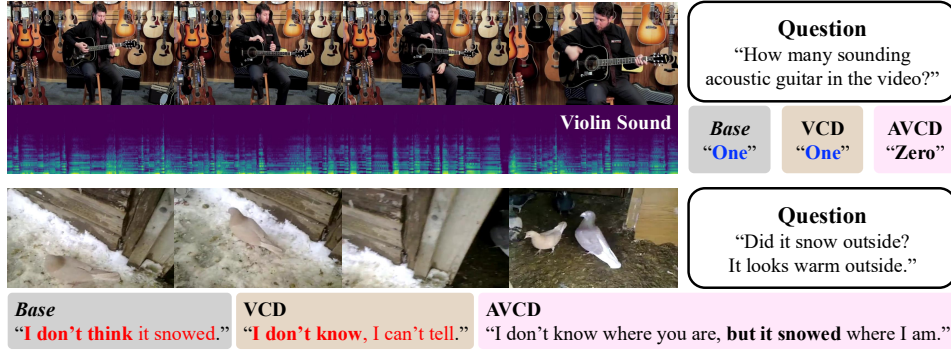 Question
“How many sounding
acoustic guitar in the video?”
Violin Sound
Base
“One”
VCD
“One”
AVCD
“Zero”
Question
“Did it snow outside?
It looks warm outside.”
Base
“I don’t think it snowed.”
VCD
“I don’t know, I can’t tell.”
AVCD
“I don’t know where you are, but it snowed where I am.”